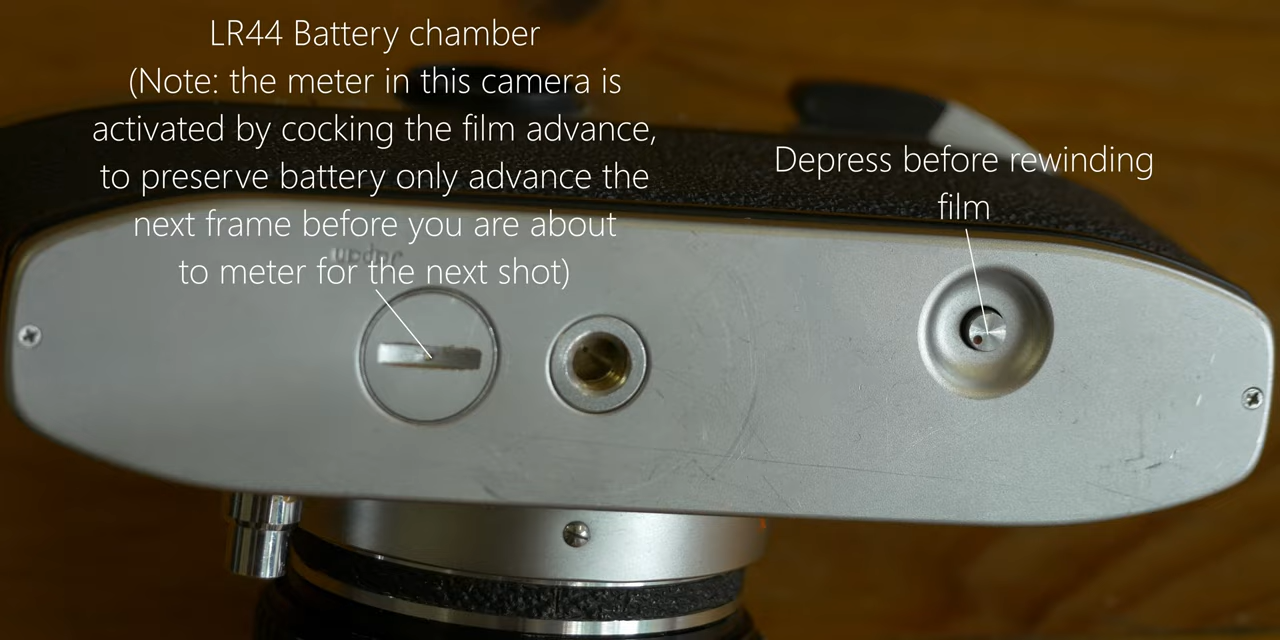 LR44 Battery chamber
(Note: the meter in this camera is
activated by cocking the film advance,
to preserve battery only advance the
next frame before you are about
to meter for the next shot)
Depress before rewinding
film
Japan